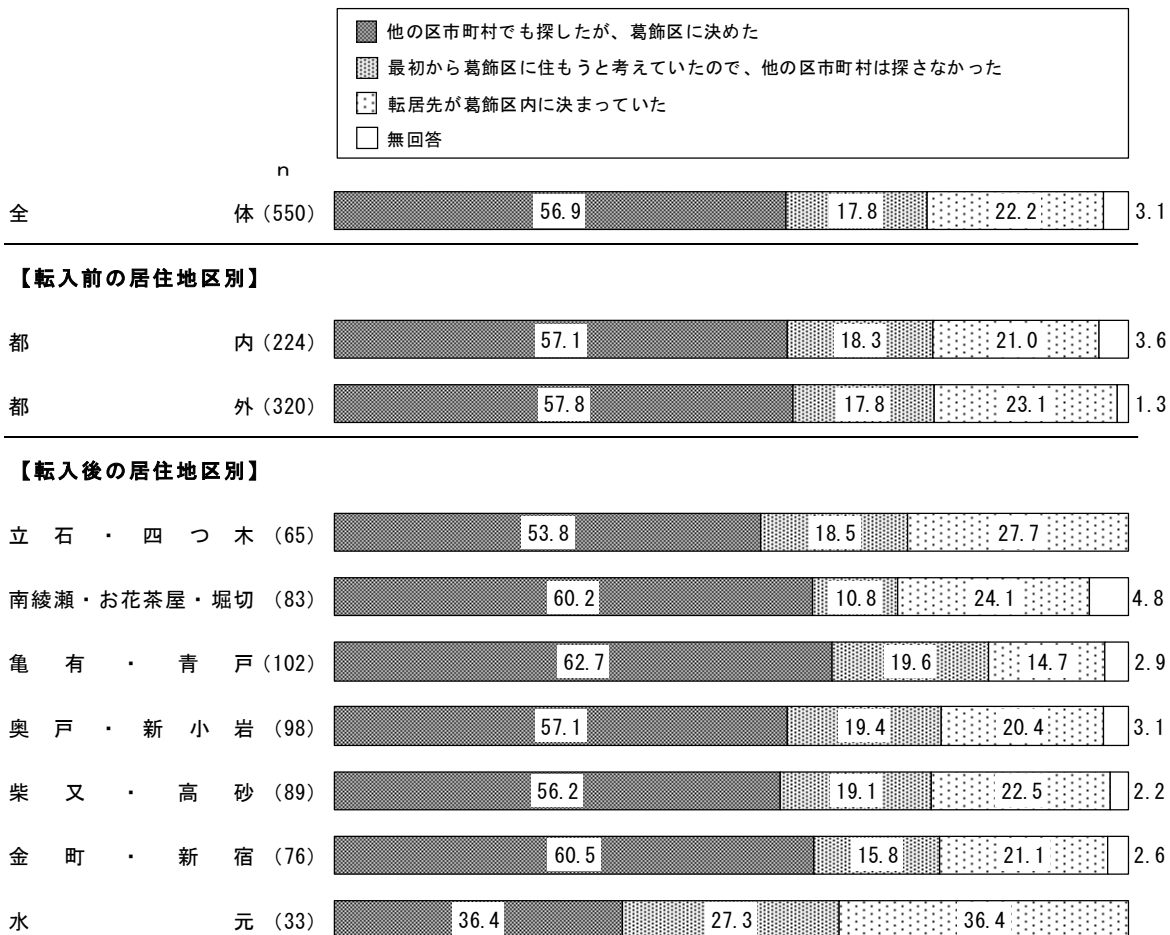 他の区市町村でも探したが、葛飾区に決めた
最初から葛飾区に住もうと考えていたので、他の区市町村は探さなかった
転居先が葛飾区内に決まっていた
無回答
n
全体(550) 56.9 17.8 22.2 3.1
【転入前の居住地区別】
都内(224) 57.1 18.3 21.0 3.6
都外(320) 57.8 17.8 23.1 1.3
【転入後の居住地区別】
立石・四つ木(65) 53.8 18.5 27.7
南綾瀬・お花茶屋・堀切(83) 60.2 10.8 24.1 4.8
亀有・青戸(102) 62.7 19.6 14.7 2.9
奥戸・新小岩(98) 57.1 19.4 20.4 3.1
柴又・高砂(89) 56.2 19.1 22.5 2.2
金町・新宿(76) 60.5 15.8 21.1 2.6
水元(33) 36.4 27.3 36.4